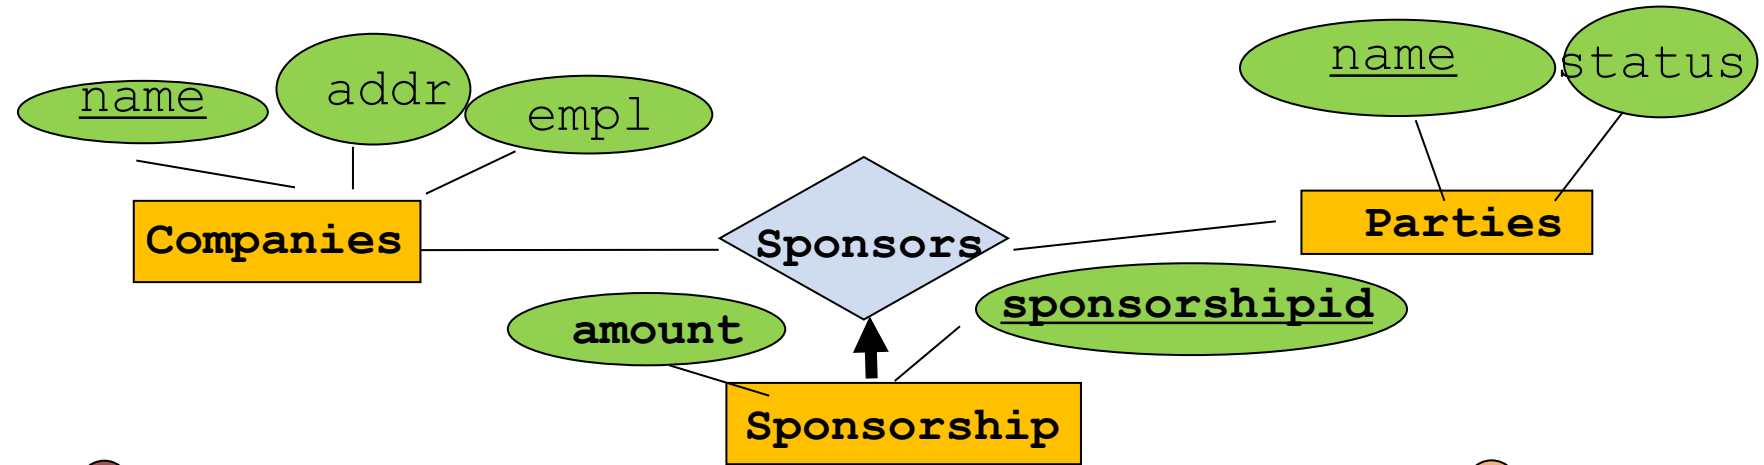 name
addr
empl
name
status
Companies
Sponsors
Parties
amount
sponsorshipid
Sponsorship